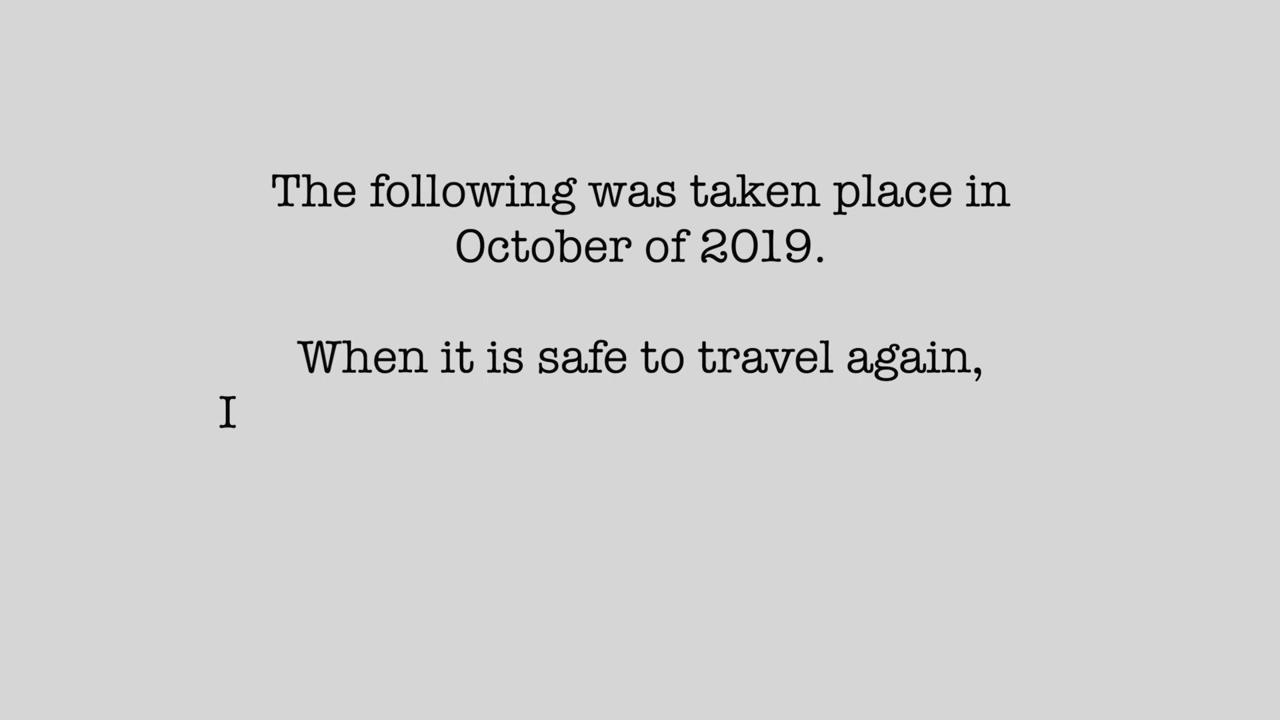 The following was taken place in
October of 2019.
When it is safe to travel again,
I